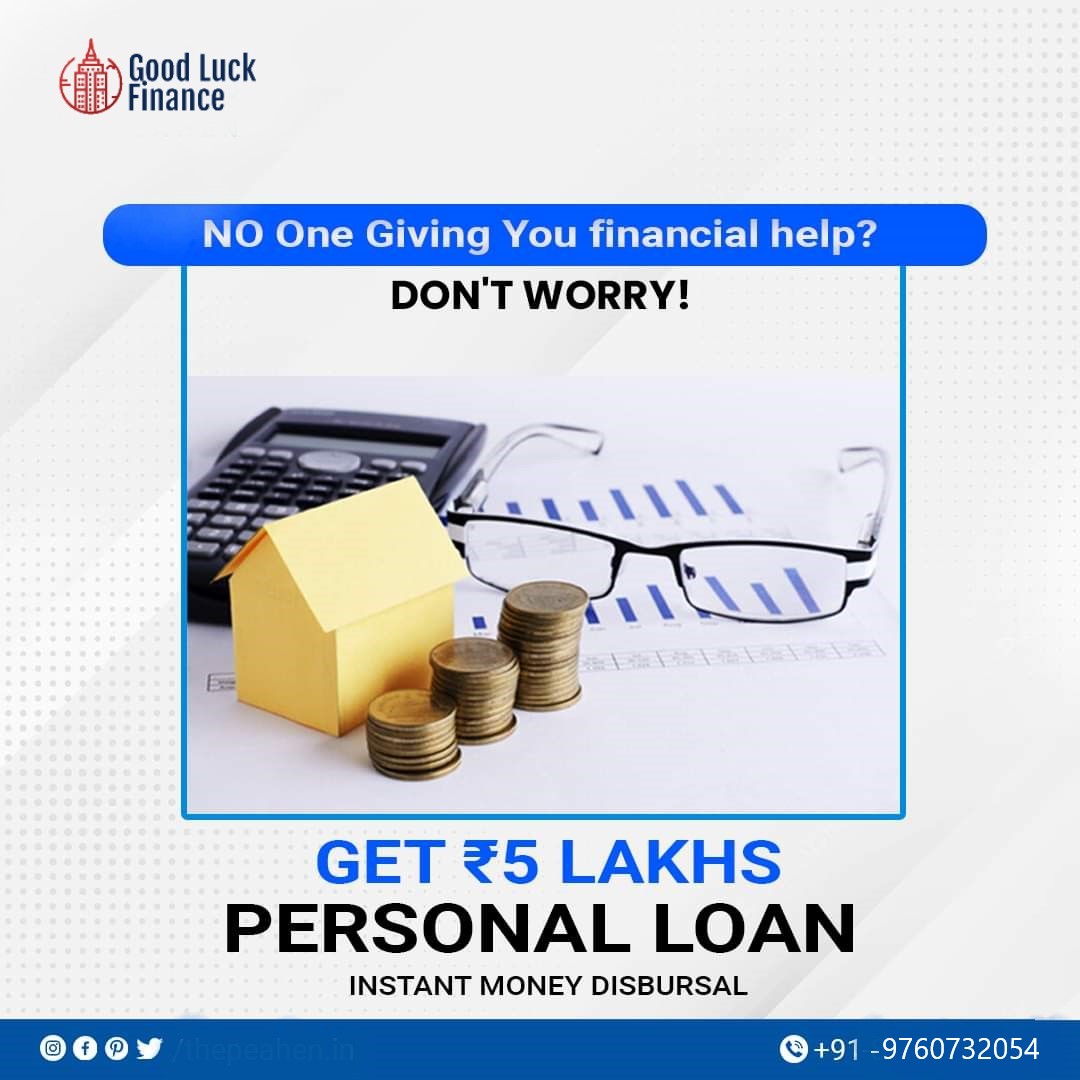 Good Luck
Finance
NO One Giving You financial help?
DON'T WORRY!
GET ₹5 LAKHS
PERSONAL LOAN
INSTANT MONEY DISBURSAL
/thepeahen.in
+91 -9760732054